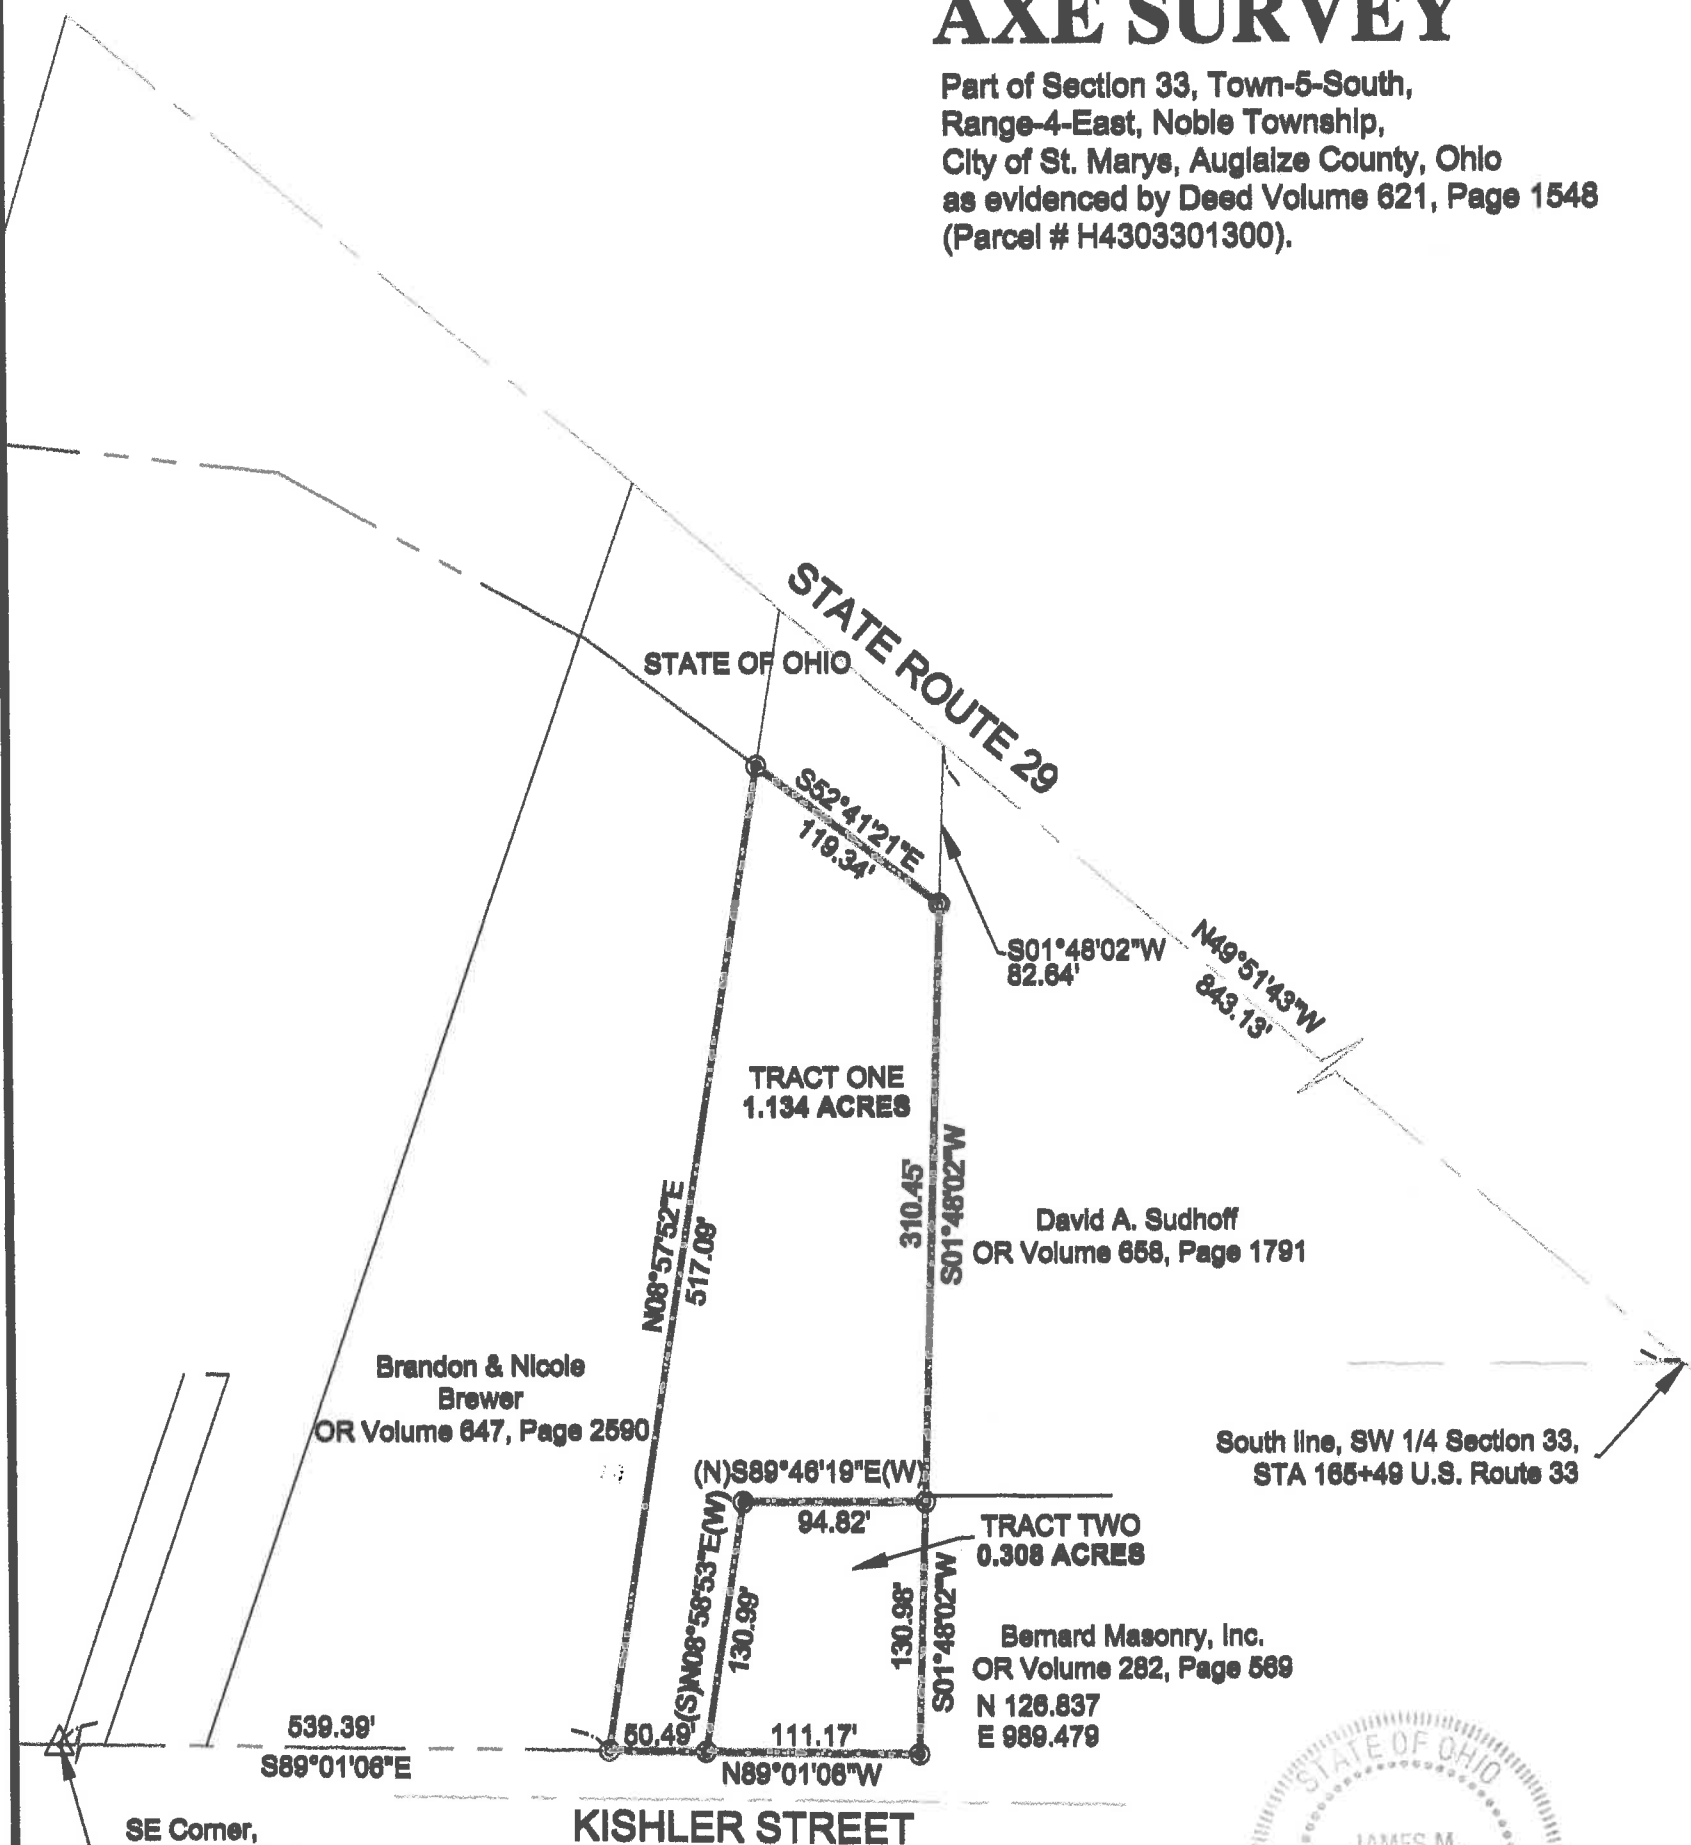 AXE SURVEY
Part of Section 33, Town-5-South,
Range-4-East, Noble Township,
City of St. Marys, Auglaize County, Ohio
as evidenced by Deed Volume 621, Page 1548
(Parcel # H4303301300).
STATE ROUTE 29
STATE OF OHIO
S52°41'21"E
119.34'
S01°48'02"W
82.64'
N49°51'43"W
843.13'
TRACT ONE
1.134 ACRES
310.45'
S01°48'02"W
David A. Sudhoff
OR Volume 658, Page 1791
N08°57'52"E
517.09'
Brandon & Nicole
Brewer
OR Volume 647, Page 2590
South line, SW 1/4 Section 33,
STA 165+49 U.S. Route 33
(N)S89°46'19"E(W)
94.82'
TRACT TWO
0.308 ACRES
(S)N08°58'53"E(W)
130.99'
130.98'
S01°48'02"W
Bernard Masonry, Inc.
OR Volume 282, Page 569
N 126.837
E 989.479
539.39'
S89°01'06"E
50.49'
111.17'
N89°01'06"W
STATE OF OHIO
JAMES M.
SE Corner,
KISHLER STREET